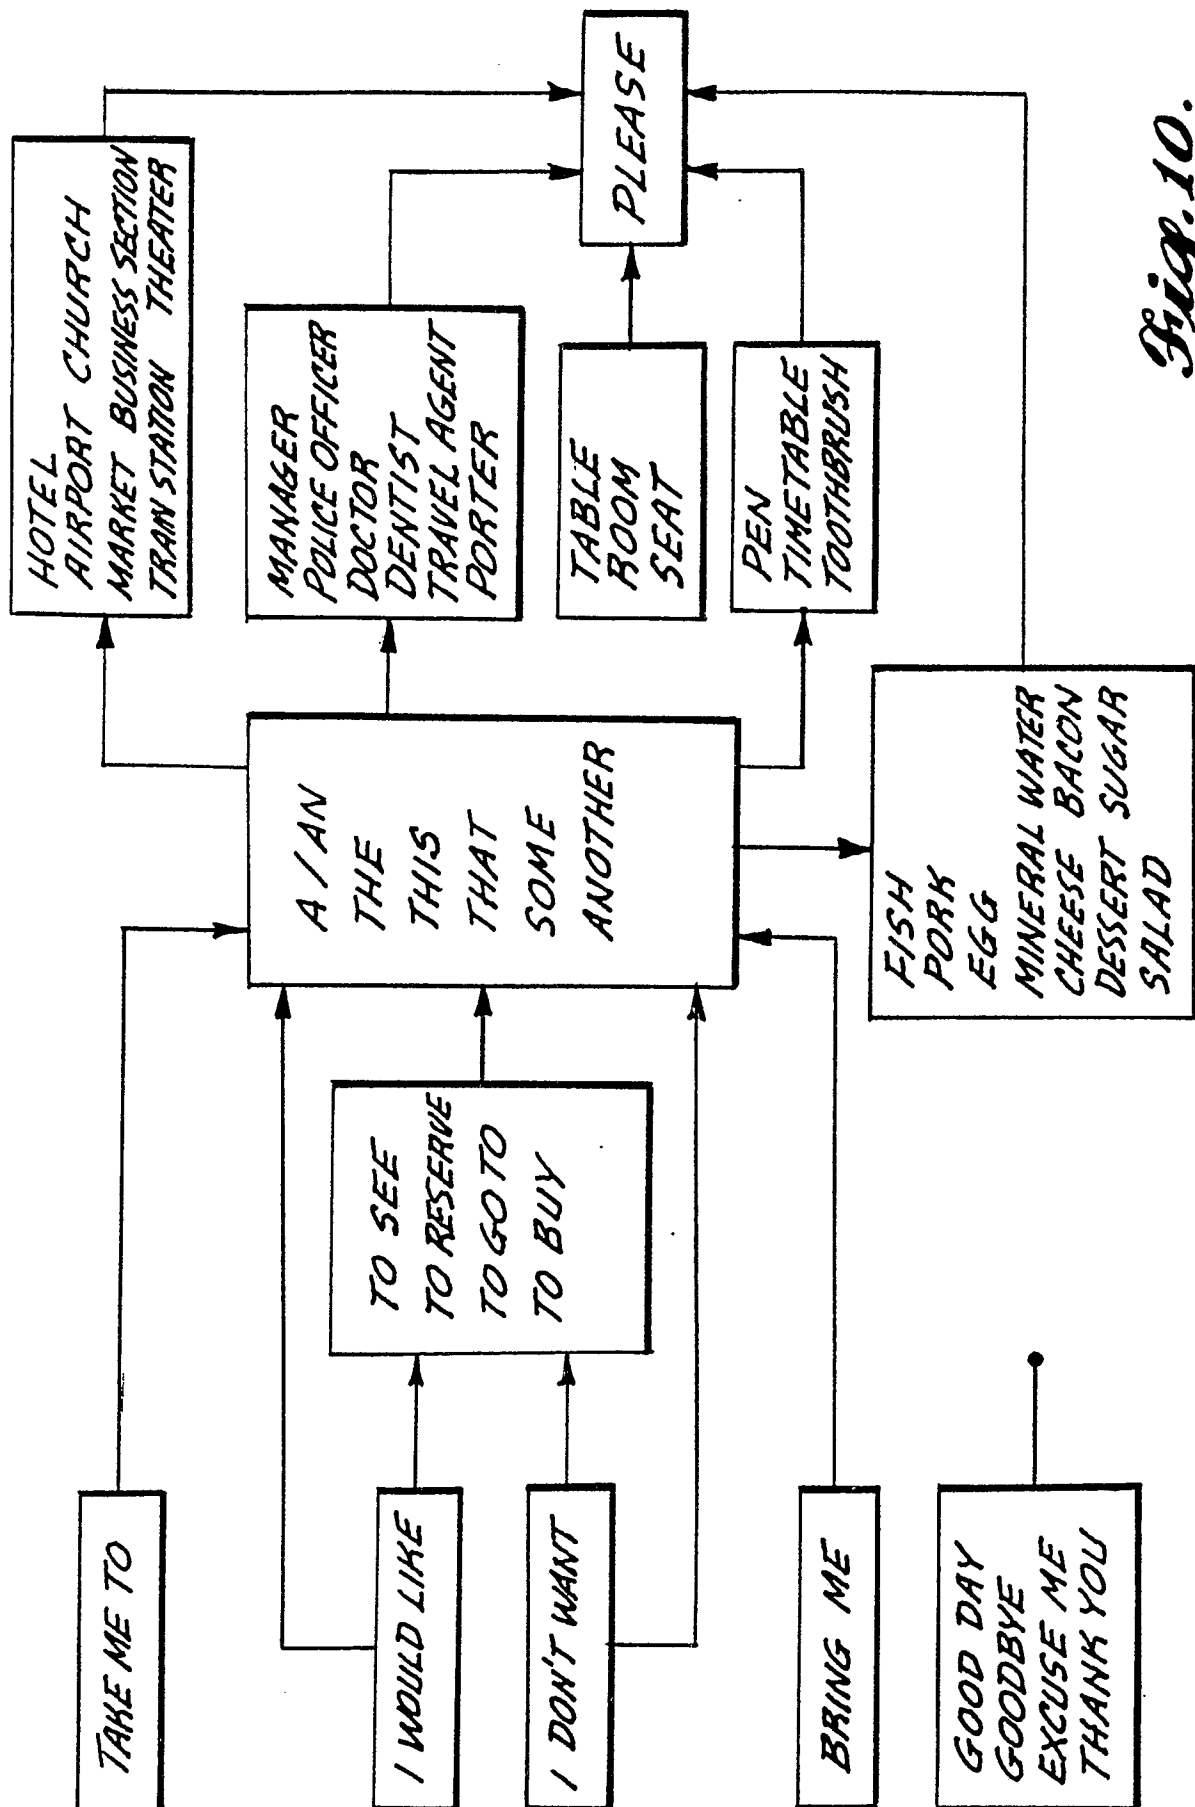 TAKE ME TO
I WOULD LIKE
I DON'T WANT
BRING ME
GOOD DAY
GOODBYE
EXCUSE ME
THANK YOU
TO SEE
TO RESERVE
TO GO TO
TO BUY
A/AN
THE
THIS
THAT
SOME
ANOTHER
HOTEL
AIRPORT CHURCH
MARKET BUSINESS SECTION
TRAIN STATION THEATER
MANAGER
POLICE OFFICER
DOCTOR
DENTIST
TRAVEL AGENT
PORTER
TABLE
ROOM
SEAT
PEN
TIMETABLE
TOOTHBRUSH
FISH
PORK
EGG
MINERAL WATER
CHEESE BACON
DESSERT SUGAR
SALAD
PLEASE
Fig. 10.